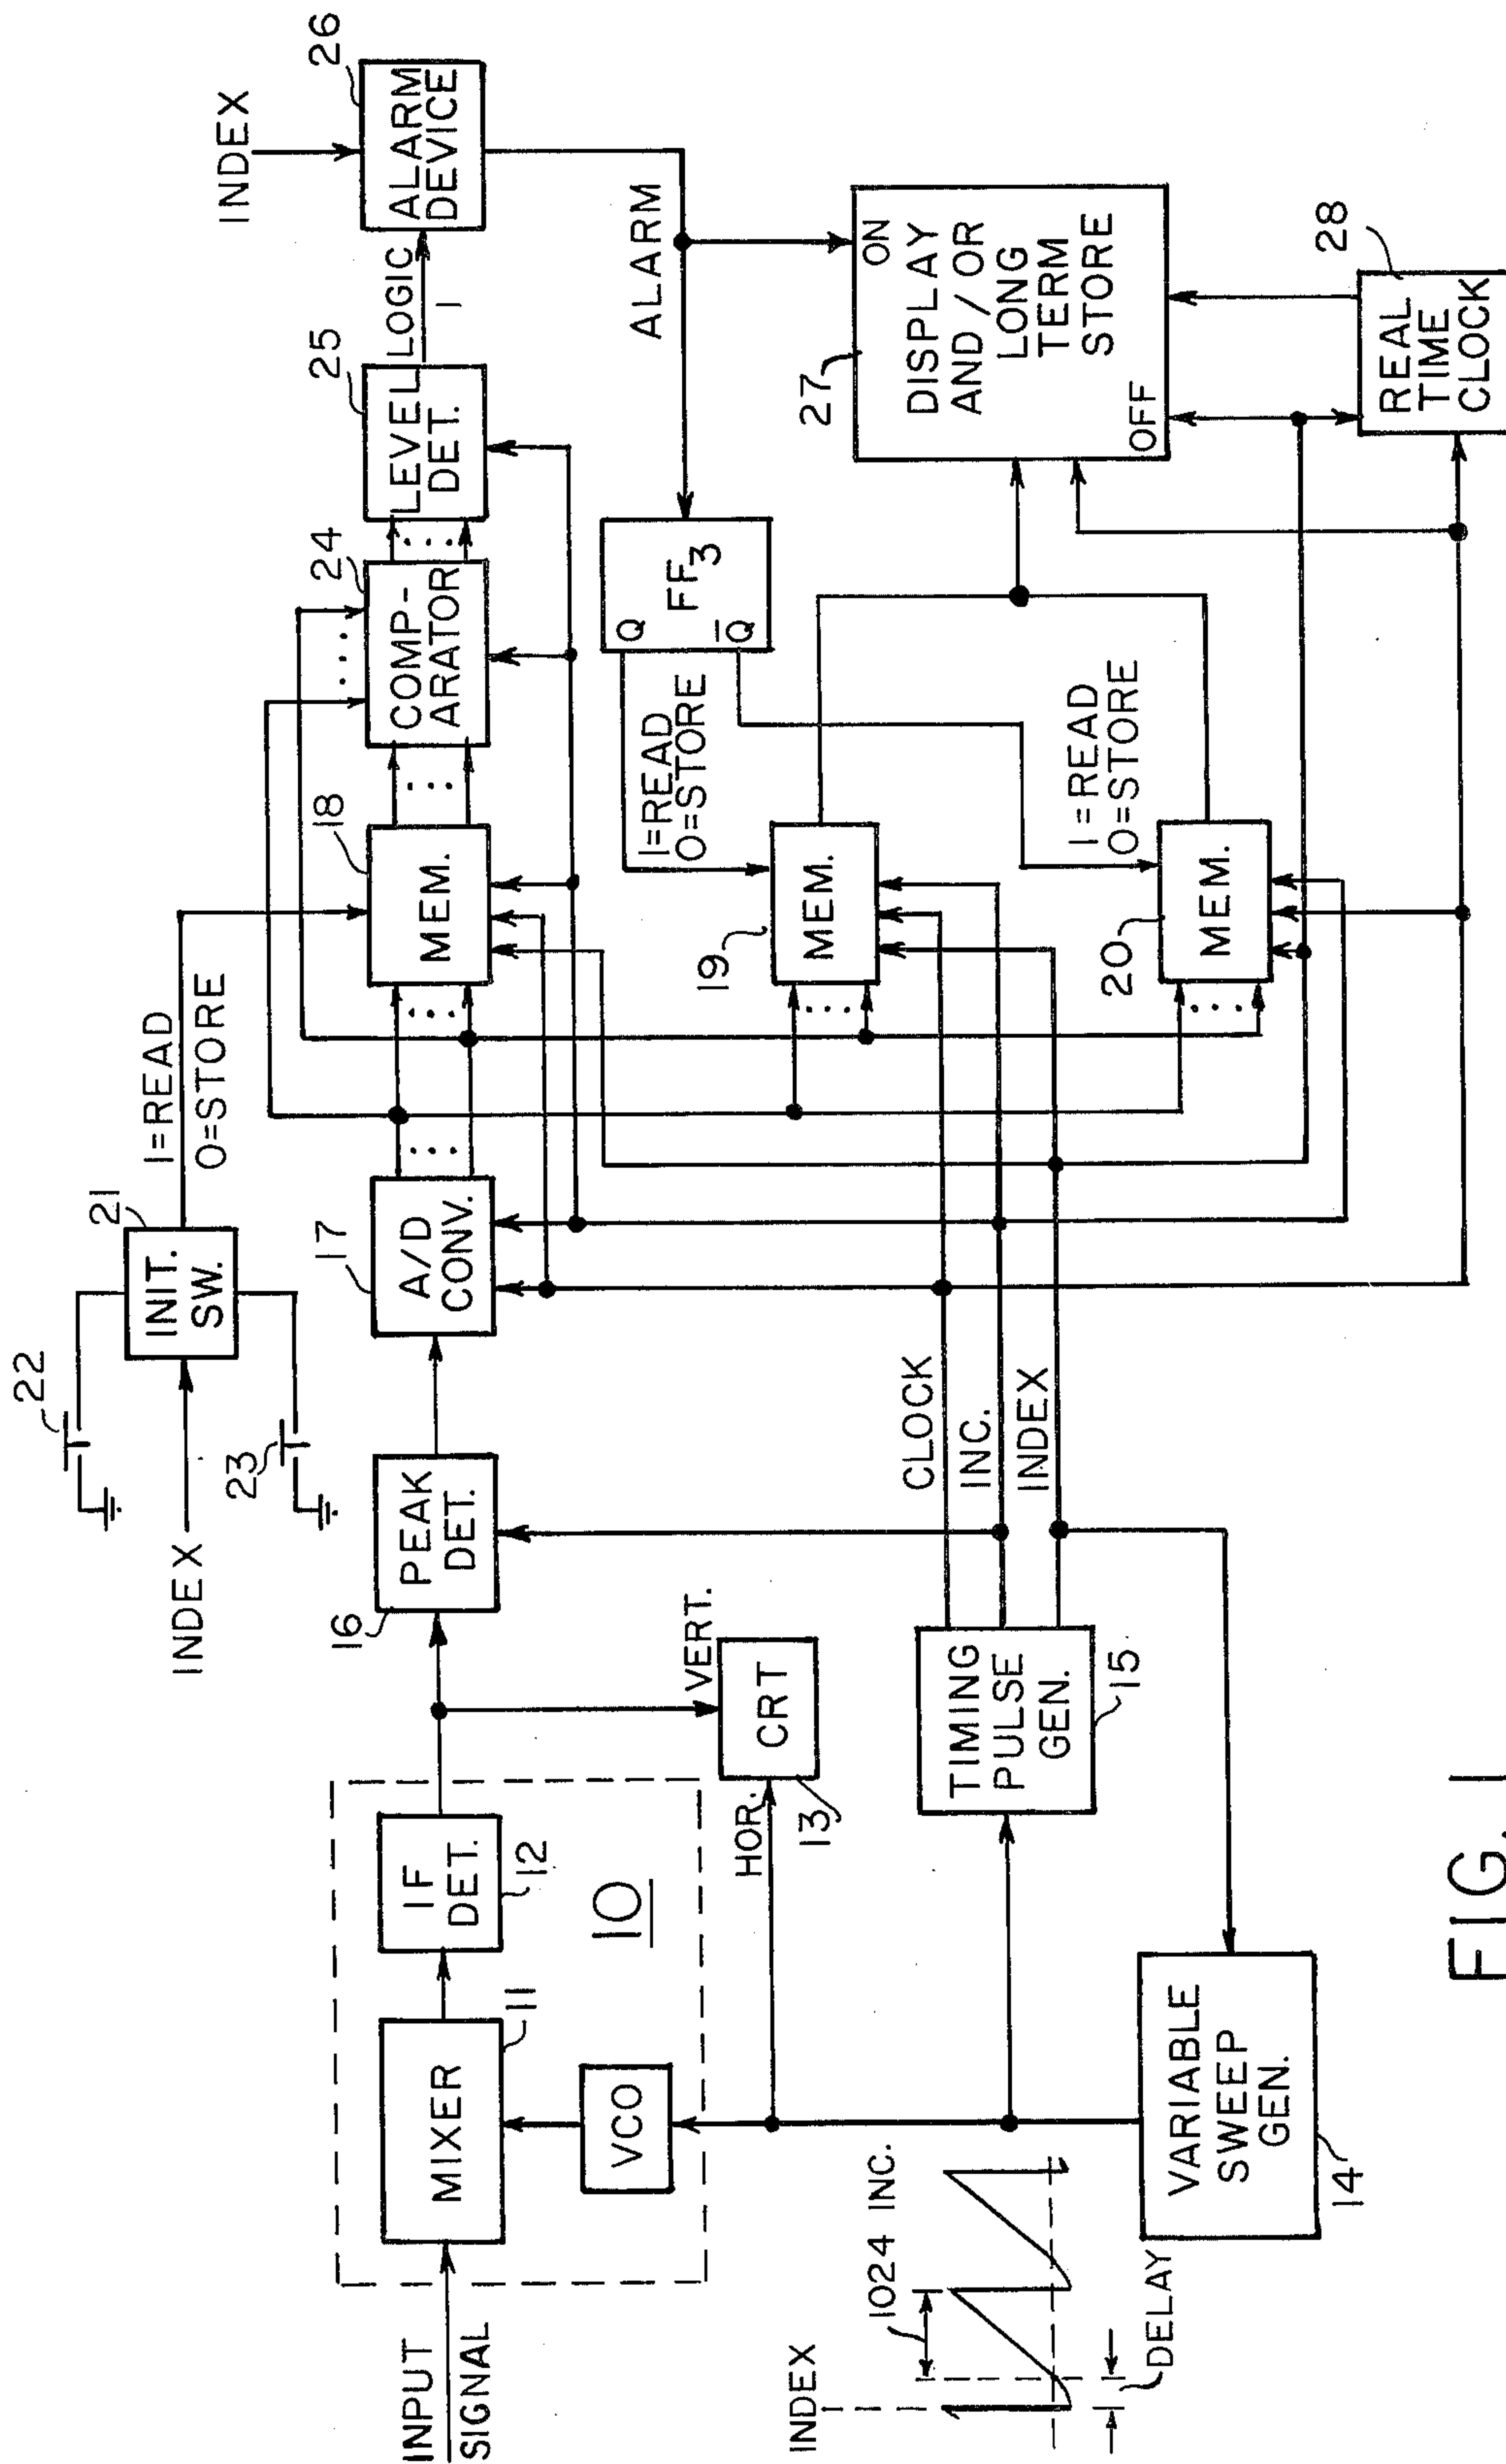 INPUT
SIGNAL
MIXER
11
IF
DET.
12
10
VCO
HOR.
VERT.
CRT
13
INDEX
1024 INC.
DELAY
VARIABLE
SWEEP
GEN.
14
TIMING
PULSE
GEN.
15
CLOCK
INC.
INDEX
PEAK
DET.
16
INDEX
22
23
INIT.
SW.
21
1=READ
0=STORE
A/D
CONV.
17
MEM.
18
COMP-
ARATOR
24
LEVEL
DET.
25
LOGIC
1
INDEX
ALARM
DEVICE
26
ALARM
FF3
Q
Q̅
1=READ
0=STORE
MEM.
19
1=READ
0=STORE
MEM.
20
ON
DISPLAY
AND/OR
LONG
TERM
STORE
OFF
27
REAL
TIME
CLOCK
28
FIG. 1